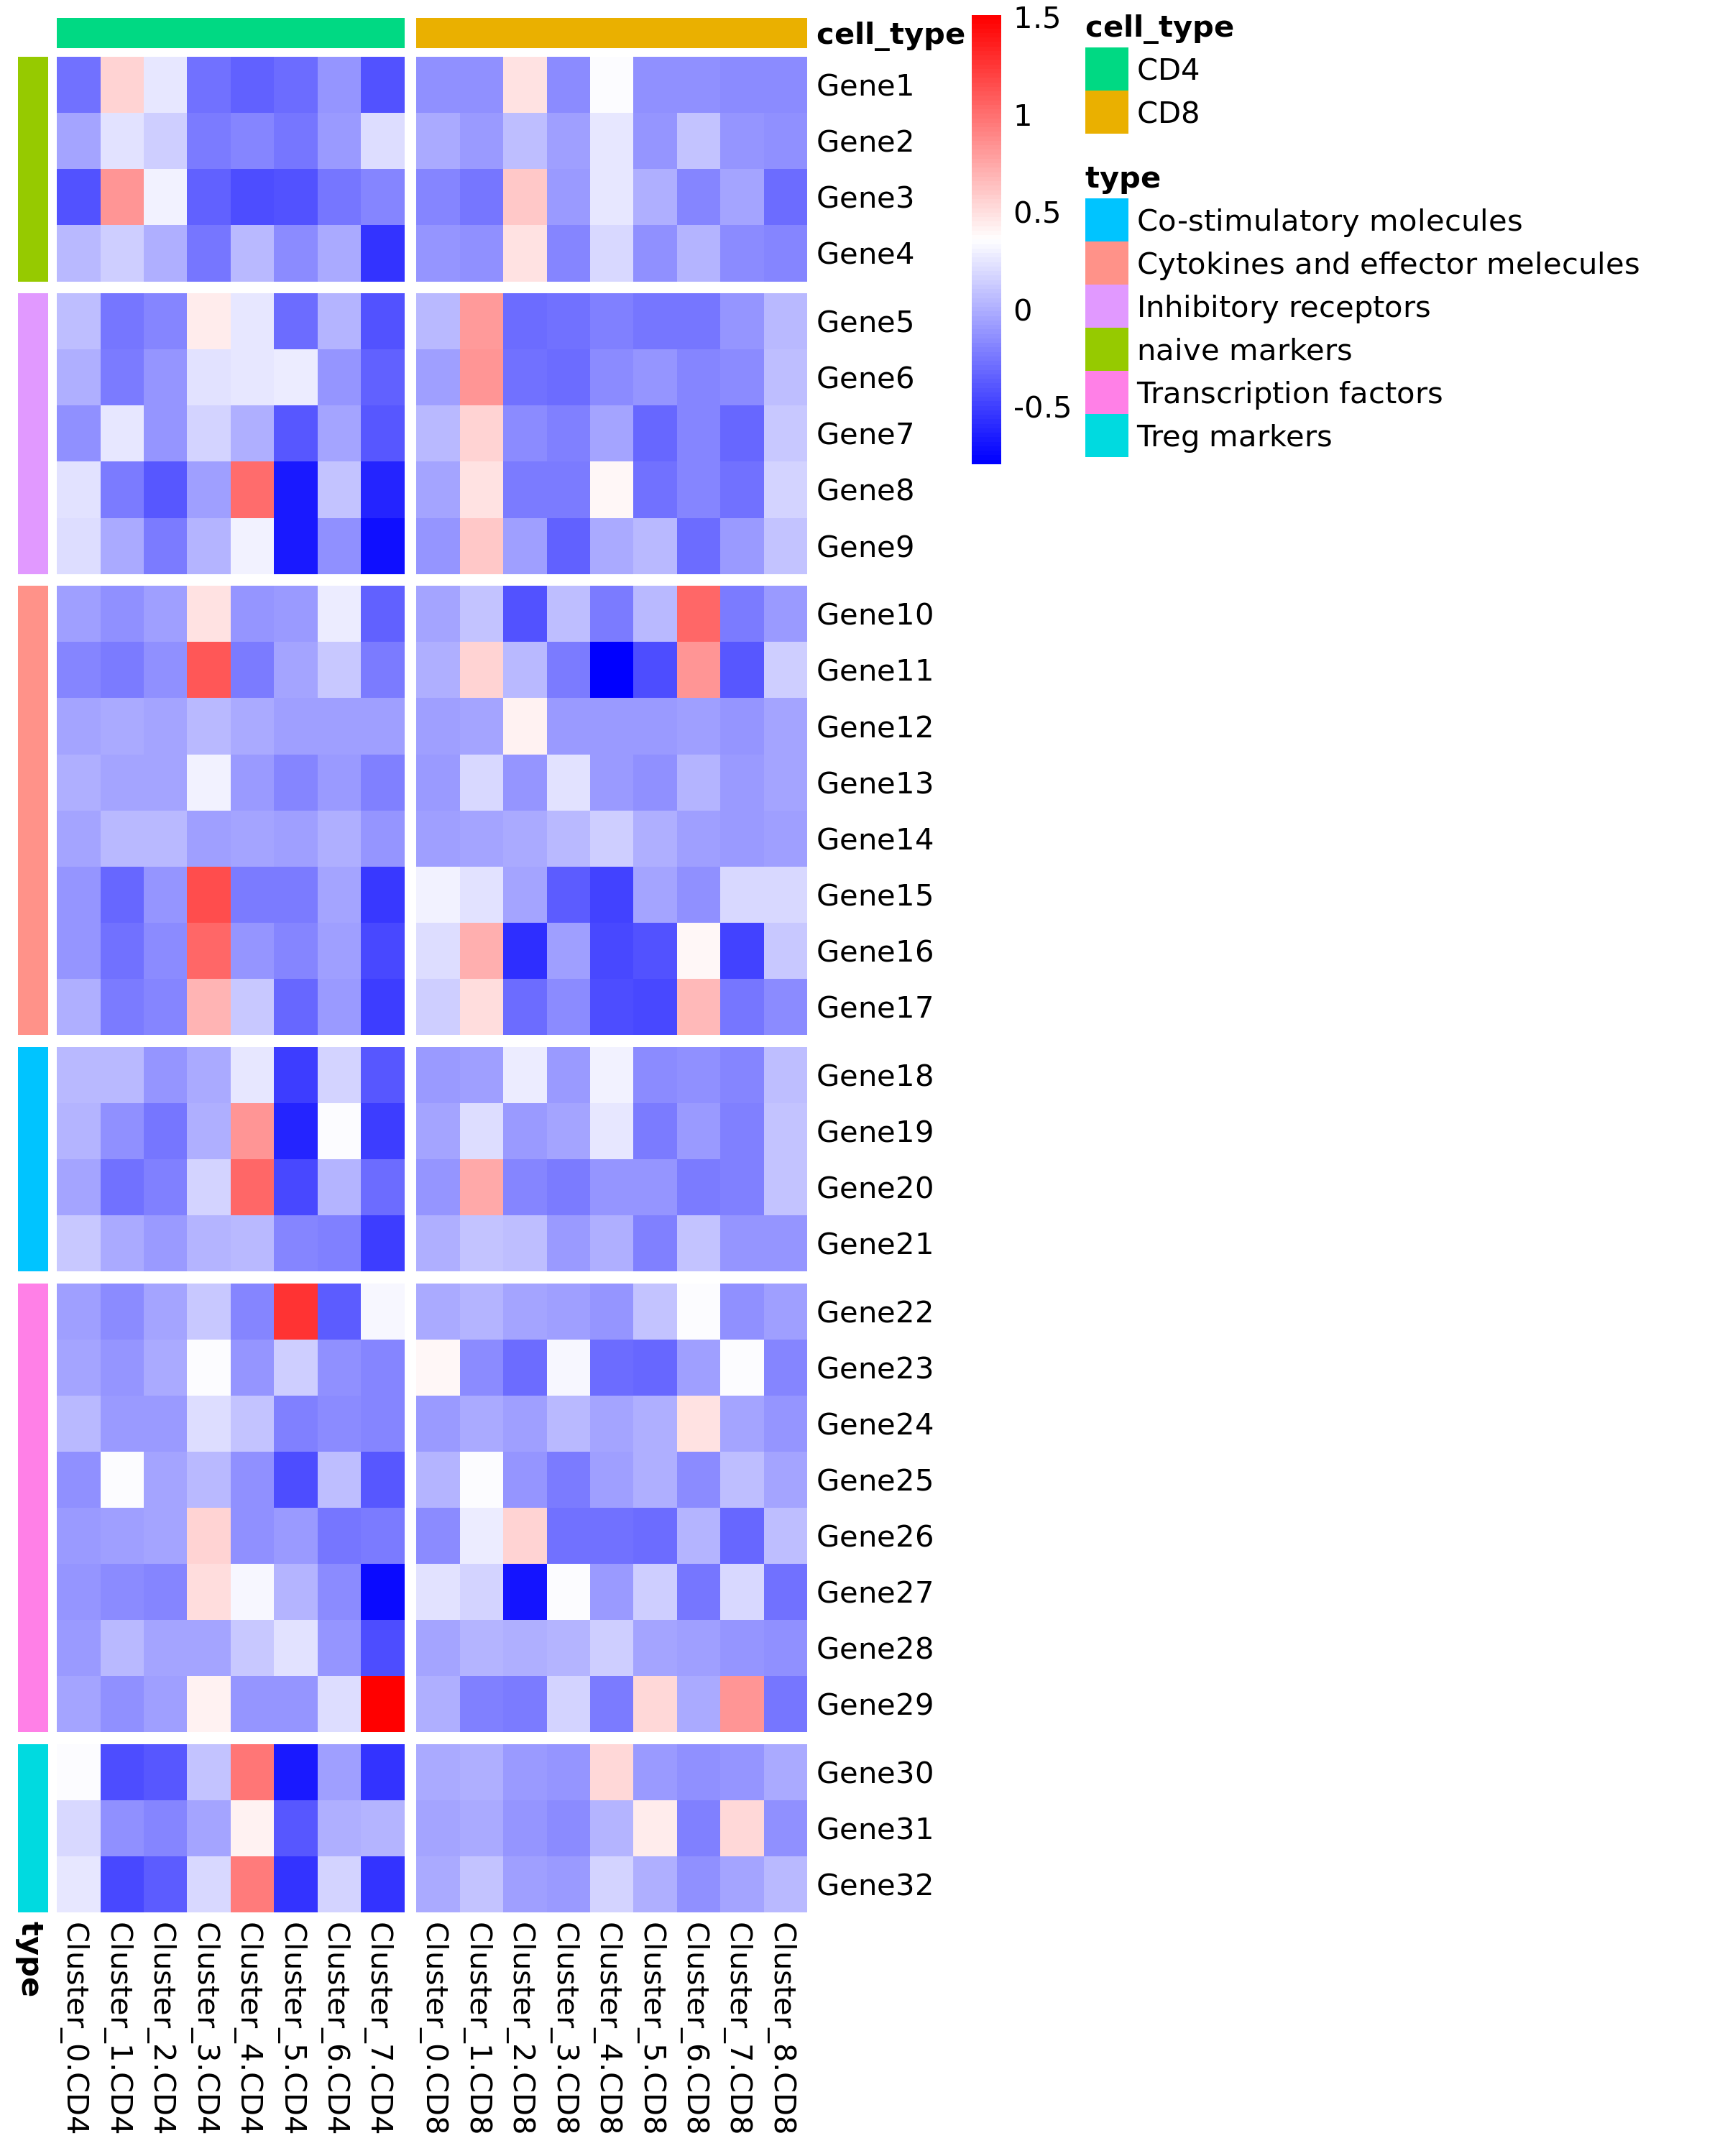 cell_type
Gene1
Gene2
Gene3
Gene4
Gene5
Gene6
Gene7
Gene8
Gene9
Gene10
Gene11
Gene12
Gene13
Gene14
Gene15
Gene16
Gene17
Gene18
Gene19
Gene20
Gene21
Gene22
Gene23
Gene24
Gene25
Gene26
Gene27
Gene28
Gene29
Gene30
Gene31
Gene32
type
Cluster_0.CD4
Cluster_1.CD4
Cluster_2.CD4
Cluster_3.CD4
Cluster_4.CD4
Cluster_5.CD4
Cluster_6.CD4
Cluster_7.CD4
Cluster_0.CD8
Cluster_1.CD8
Cluster_2.CD8
Cluster_3.CD8
Cluster_4.CD8
Cluster_5.CD8
Cluster_6.CD8
Cluster_7.CD8
Cluster_8.CD8
1.5
1
0.5
0
-0.5
cell_type
CD4
CD8
type
Co-stimulatory molecules
Cytokines and effector melecules
Inhibitory receptors
naive markers
Transcription factors
Treg markers